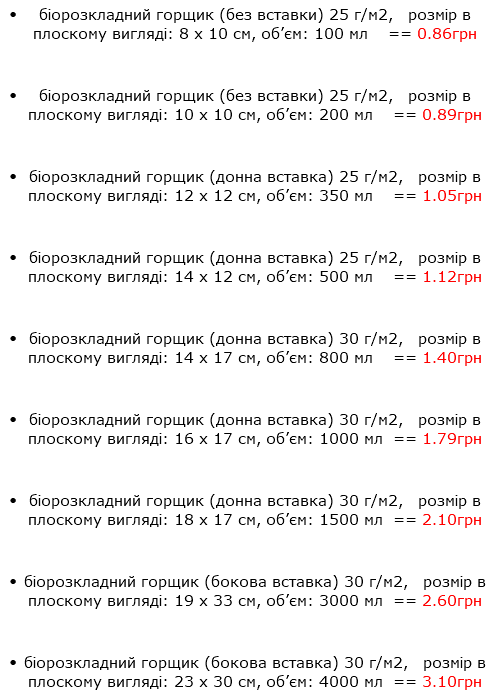 • біорозкладний горщик (без вставки) 25 г/м2, розмір в
плоскому вигляді: 8 х 10 см, об’єм: 100 мл == 0.86грн
• біорозкладний горщик (без вставки) 25 г/м2, розмір в
плоскому вигляді: 10 х 10 см, об’єм: 200 мл == 0.89грн
• біорозкладний горщик (донна вставка) 25 г/м2, розмір в
плоскому вигляді: 12 х 12 см, об’єм: 350 мл == 1.05грн
• біорозкладний горщик (донна вставка) 25 г/м2, розмір в
плоскому вигляді: 14 х 12 см, об’єм: 500 мл == 1.12грн
• біорозкладний горщик (донна вставка) 30 г/м2, розмір в
плоскому вигляді: 14 х 17 см, об’єм: 800 мл == 1.40грн
• біорозкладний горщик (донна вставка) 30 г/м2, розмір в
плоскому вигляді: 16 х 17 см, об’єм: 1000 мл == 1.79грн
• біорозкладний горщик (донна вставка) 30 г/м2, розмір в
плоскому вигляді: 18 х 17 см, об’єм: 1500 мл == 2.10грн
• біорозкладний горщик (бокова вставка) 30 г/м2, розмір в
плоскому вигляді: 19 х 33 см, об’єм: 3000 мл == 2.60грн
• біорозкладний горщик (бокова вставка) 30 г/м2, розмір в
плоскому вигляді: 23 х 30 см, об’єм: 4000 мл == 3.10грн